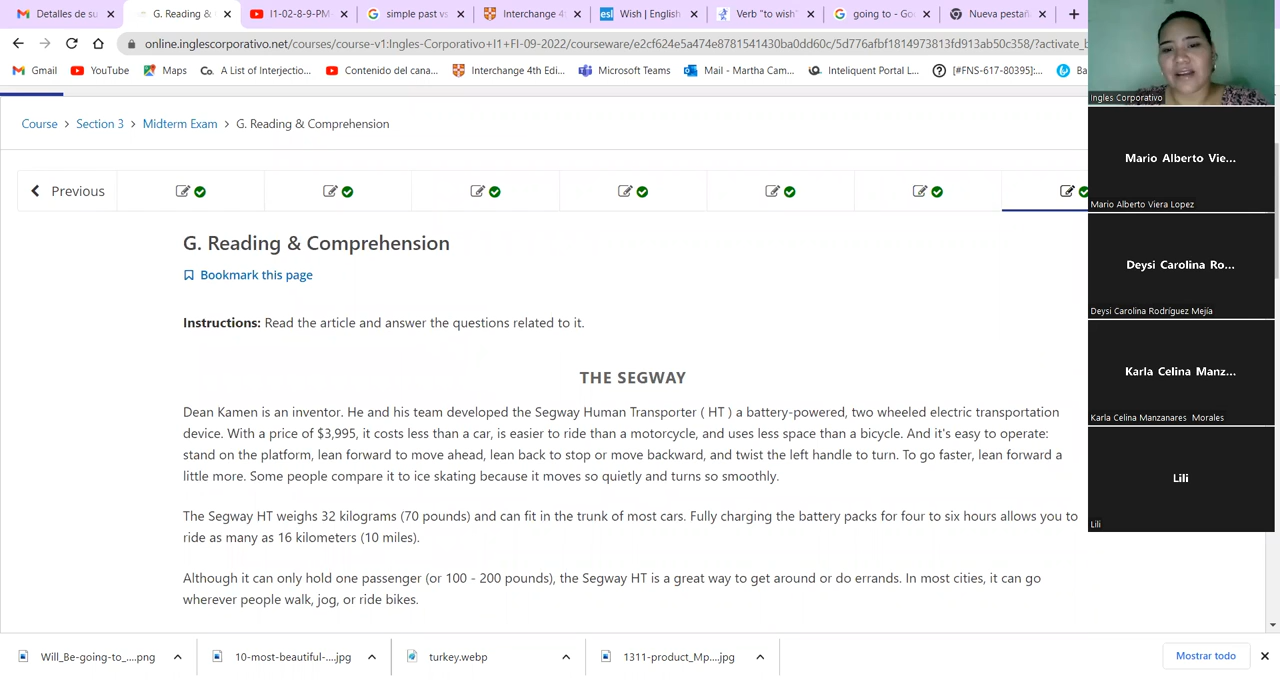 Detalles de su
G. Reading &
I1-02-8-9-PM-
simple past vs
Interchange 4t
Wish | English
Verb "to wish"
going to - Goo
Nueva pestañ
online.inglescorporativo.net/courses/course-v1:Ingles-Corporativo+I1+FI-09-2022/courseware/e2cf624e5a474e8781541430ba0dd60c/5d776afbf1814973813fd913ab50c358/?activate_b
Gmail
YouTube
Maps
A List of Interjectio...
Contenido del cana...
Interchange 4th Edi...
Microsoft Teams
Mail - Martha Cam...
Inteliquent Portal L...
[#FNS-617-80395]:...
Ba
Ingles Corporativo
Course > Section 3 > Midterm Exam > G. Reading & Comprehension
Previous
Mario Alberto Vie...
Mario Alberto Viera Lopez
G. Reading & Comprehension
Bookmark this page
Deysi Carolina Ro...
Deysi Carolina Rodríguez Mejía
Instructions: Read the article and answer the questions related to it.
THE SEGWAY
Karla Celina Manz...
Karla Celina Manzanares Morales
Dean Kamen is an inventor. He and his team developed the Segway Human Transporter ( HT ) a battery-powered, two wheeled electric transportation
device. With a price of $3,995, it costs less than a car, is easier to ride than a motorcycle, and uses less space than a bicycle. And it's easy to operate:
stand on the platform, lean forward to move ahead, lean back to stop or move backward, and twist the left handle to turn. To go faster, lean forward a
little more. Some people compare it to ice skating because it moves so quietly and turns so smoothly.
Lili
Lili
The Segway HT weighs 32 kilograms (70 pounds) and can fit in the trunk of most cars. Fully charging the battery packs for four to six hours allows you to
ride as many as 16 kilometers (10 miles).
Although it can only hold one passenger (or 100 - 200 pounds), the Segway HT is a great way to get around or do errands. In most cities, it can go
wherever people walk, jog, or ride bikes.
Will_Be-going-to_....png
10-most-beautiful-....jpg
turkey.webp
1311-product_Mp....jpg
Mostrar todo